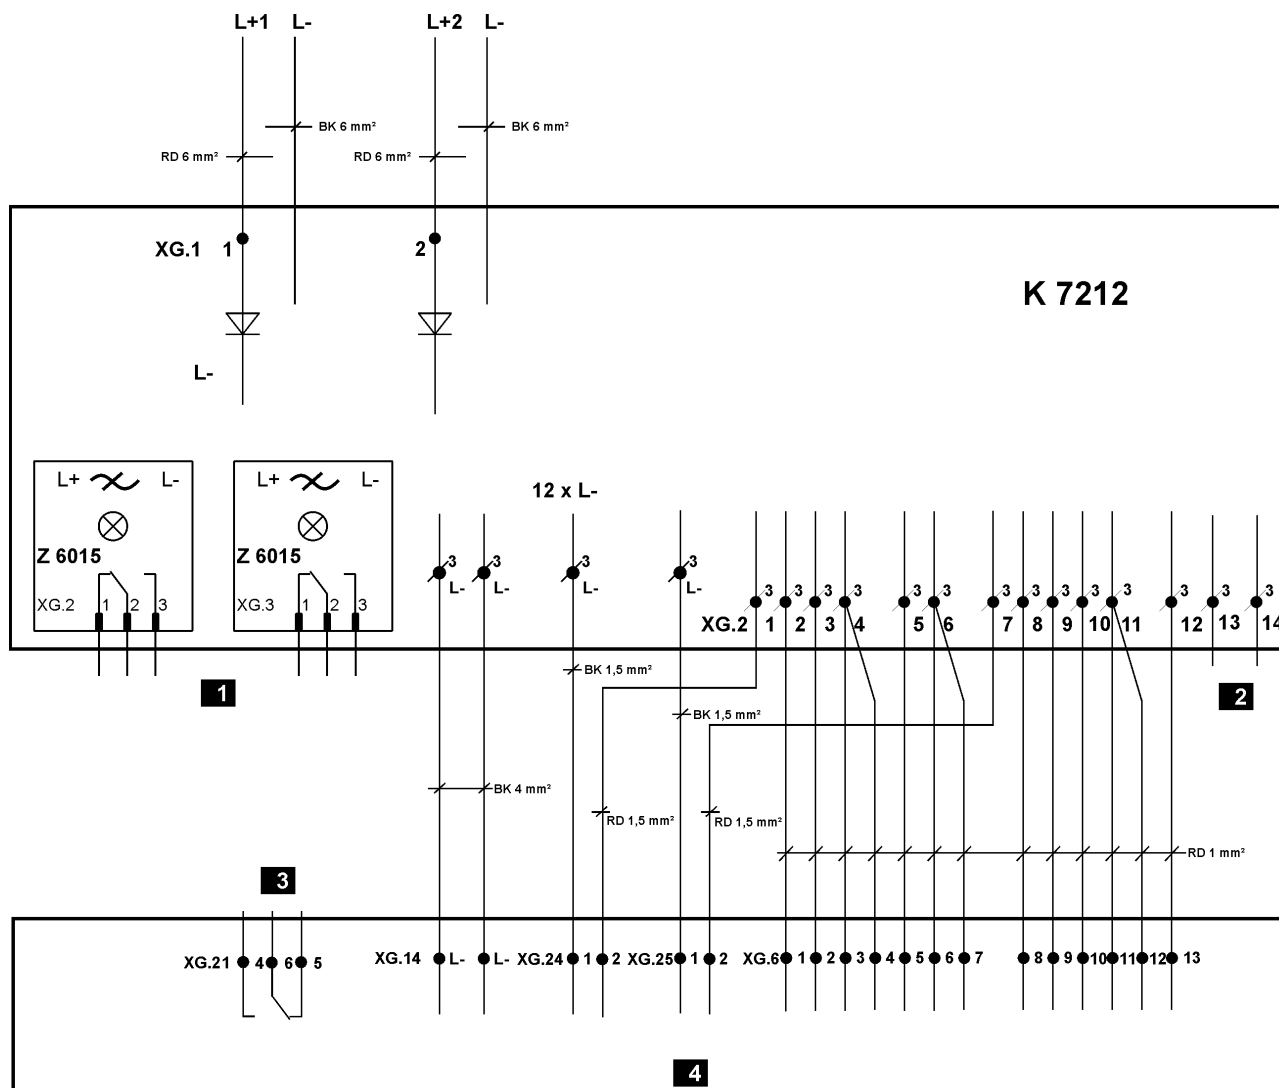 L+1 L- L+2 L-
BK 6 mm² BK 6 mm²
RD 6 mm² RD 6 mm²
XG.1 1 2
K 7212
L-
L+ L- L+ L-
12 x L-
Z 6015 Z 6015
3 3 3 3
L- L- L- L-
XG.2 1 2 3 XG.3 1 2 3
3 3 3 3 3 3 3 3 3 3 3 3 3 3
XG.2 1 2 3 4 5 6 7 8 9 10 11 12 13 14
BK 1,5 mm²
1 2
BK 1,5 mm²
BK 4 mm²
RD 1,5 mm² RD 1,5 mm²
RD 1 mm²
3
XG.21 4 6 5 XG.14 L- L- XG.24 1 2 XG.25 1 2 XG.6 1 2 3 4 5 6 7 8 9 10 11 12 13
4